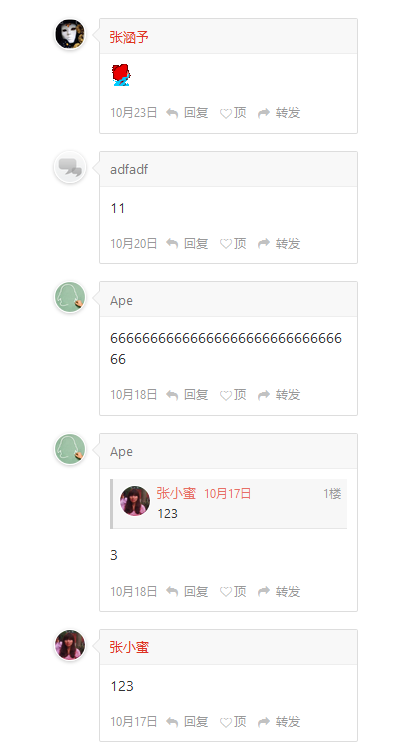 张涵予
10月23日 回复 顶 转发
adfadf
11
10月20日 回复 顶 转发
Ape
66666666666666666666666666666
66
10月18日 回复 顶 转发
Ape
张小蜜 10月17日 1楼
123
3
10月18日 回复 顶 转发
张小蜜
123
10月17日 回复 顶 转发